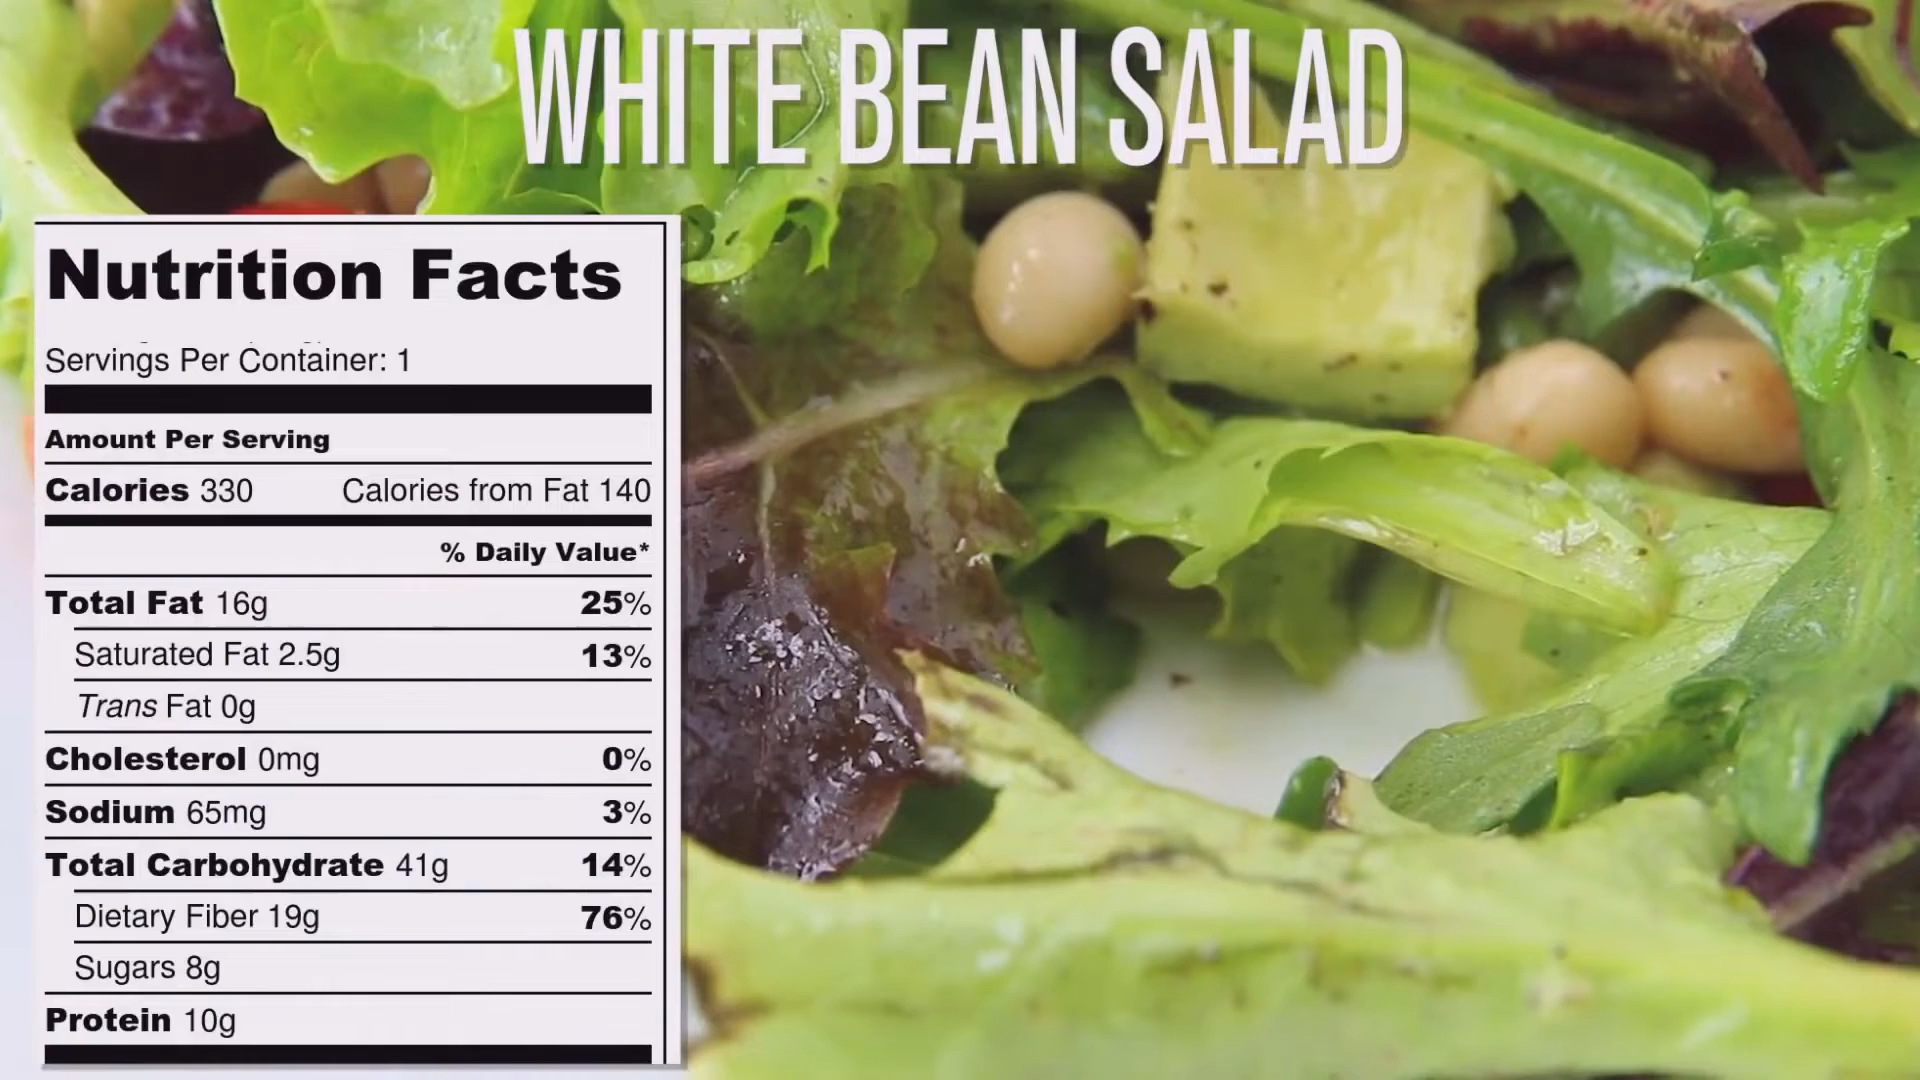 WHITE BEAN SALAD
Nutrition Facts
Servings Per Container: 1
Amount Per Serving
Calories 330 Calories from Fat 140
% Daily Value*
Total Fat 16g 25%
Saturated Fat 2.5g 13%
Trans Fat 0g
Cholesterol 0mg 0%
Sodium 65mg 3%
Total Carbohydrate 41g 14%
Dietary Fiber 19g 76%
Sugars 8g
Protein 10g